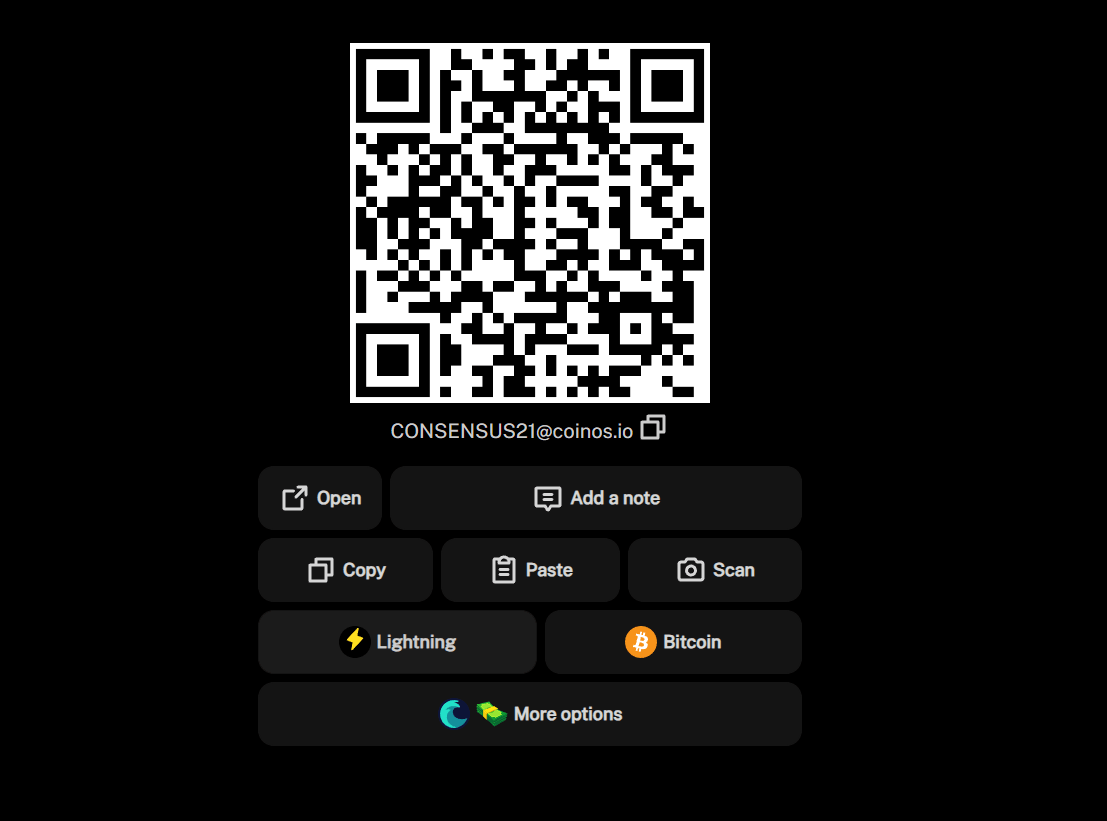 CONSENSUS21@coinos.io
Open
Add a note
Copy
Paste
Scan
Lightning
Bitcoin
More options